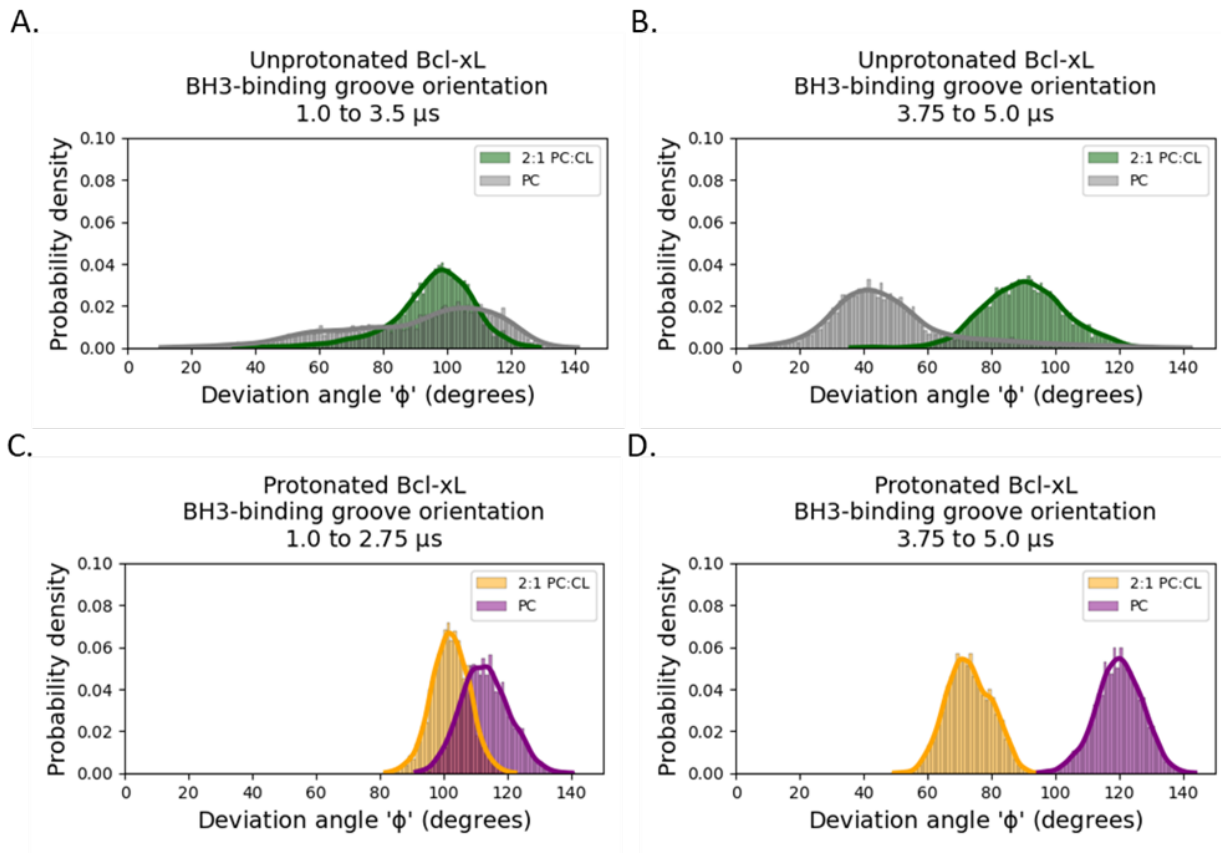 A.
Unprotonated Bcl-xL
BH3-binding groove orientation
1.0 to 3.5 μs
0.10
0.08
0.06
0.04
0.02
0.00
Probability density
2:1 PC:CL
PC
0 20 40 60 80 100 120 140
Deviation angle 'ϕ' (degrees)
B.
Unprotonated Bcl-xL
BH3-binding groove orientation
3.75 to 5.0 μs
0.10
0.08
0.06
0.04
0.02
0.00
Probability density
2:1 PC:CL
PC
0 20 40 60 80 100 120 140
Deviation angle 'ϕ' (degrees)
C.
Protonated Bcl-xL
BH3-binding groove orientation
1.0 to 2.75 μs
0.10
0.08
0.06
0.04
0.02
0.00
Probability density
2:1 PC:CL
PC
0 20 40 60 80 100 120 140
Deviation angle 'ϕ' (degrees)
D.
Protonated Bcl-xL
BH3-binding groove orientation
3.75 to 5.0 μs
0.10
0.08
0.06
0.04
0.02
0.00
Probability density
2:1 PC:CL
PC
0 20 40 60 80 100 120 140
Deviation angle 'ϕ' (degrees)